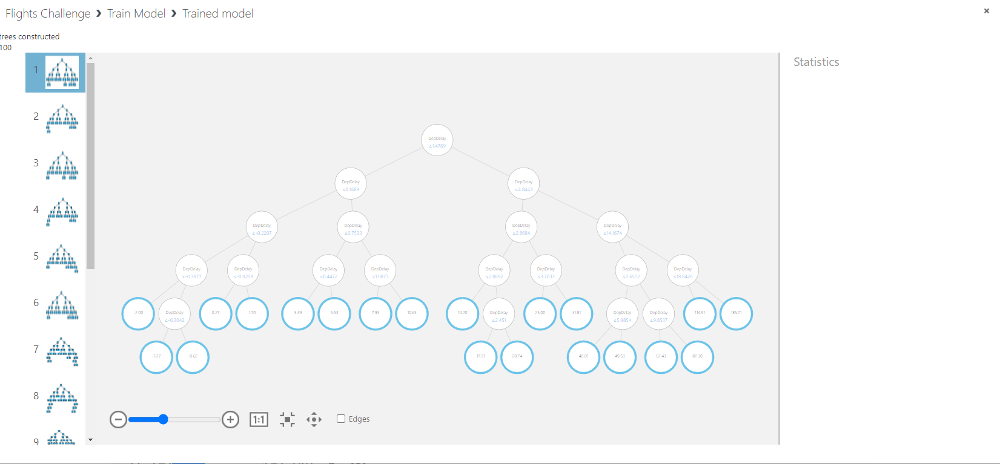 Flights Challenge > Train Model > Trained model
trees constructed
100
Statistics
1
2
3
4
5
6
7
8
9
DepDelay
≤1.4769
DepDelay
≤0.1689
DepDelay
≤4.8443
DepDelay
≤-0.2207
DepDelay
≤0.7533
DepDelay
≤2.8684
DepDelay
≤14.1674
DepDelay
≤-0.3877
DepDelay
≤-0.0259
DepDelay
≤0.4472
DepDelay
≤1.0873
DepDelay
≤2.0892
DepDelay
≤3.7033
DepDelay
≤7.6552
DepDelay
≤18.8428
-2.00
DepDelay
≤-0.3042
0.27
1.70
3.39
5.53
7.93
10.65
14.20
DepDelay
≤2.451
25.00
31.81
DepDelay
≤5.9854
DepDelay
≤9.8537
114.91
185.71
-1.27
-0.62
17.91
20.74
40.01
49.53
62.43
82.30
1:1
Edges